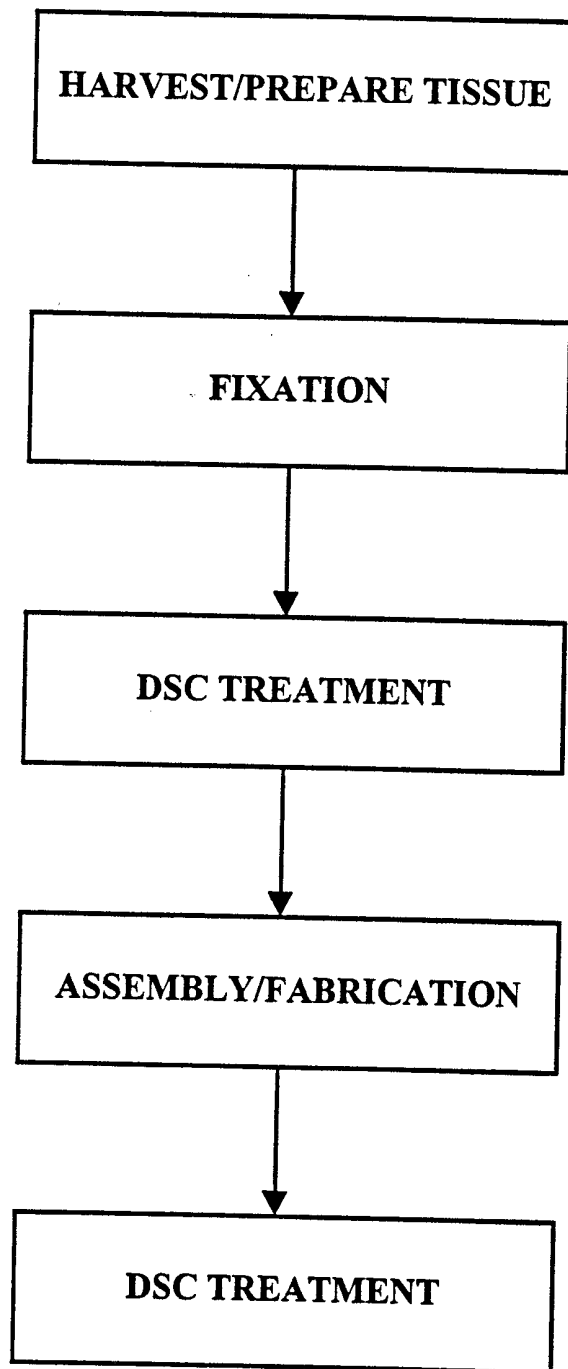 HARVEST/PREPARE TISSUE
FIXATION
DSC TREATMENT
ASSEMBLY/FABRICATION
DSC TREATMENT